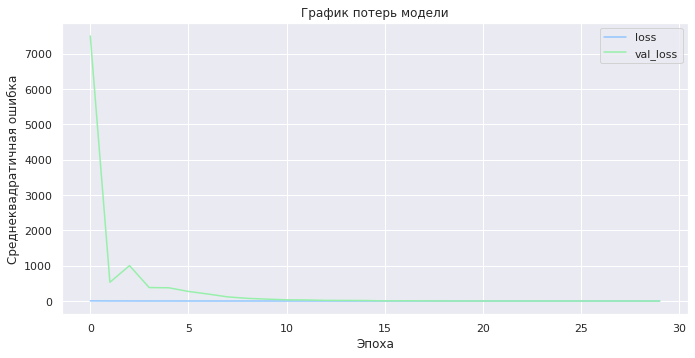 График потерь модели
loss
val_loss
Среднеквадратичная ошибка
7000
6000
5000
4000
3000
2000
1000
0
0 5 10 15 20 25 30
Эпоха